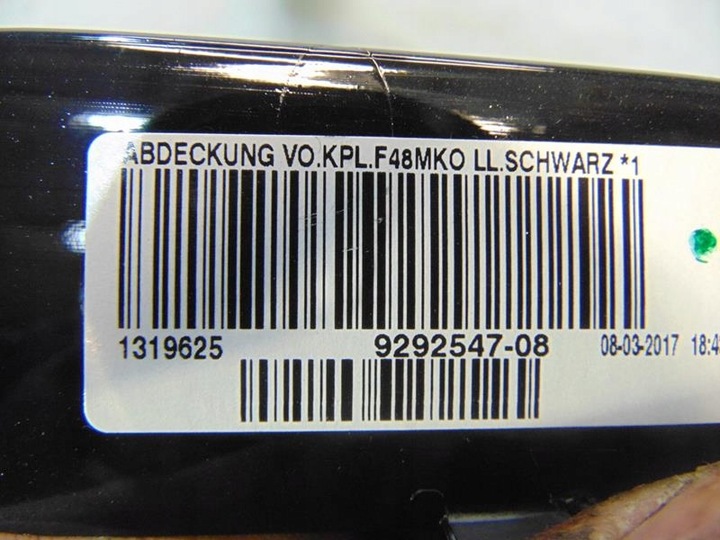 ABDECKUNG VO.KPL.F48MKO LL.SCHWARZ *1
1319625 9292547-08 08-03-2017